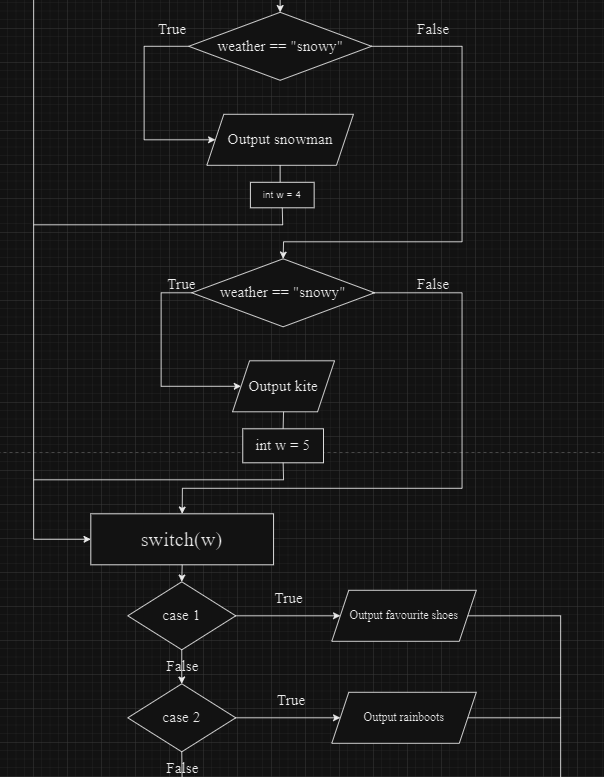 True
False
weather == "snowy"
Output snowman
int w = 4
True
False
weather == "snowy"
Output kite
int w = 5
switch(w)
True
case 1
Output favourite shoes
False
True
case 2
Output rainboots
False